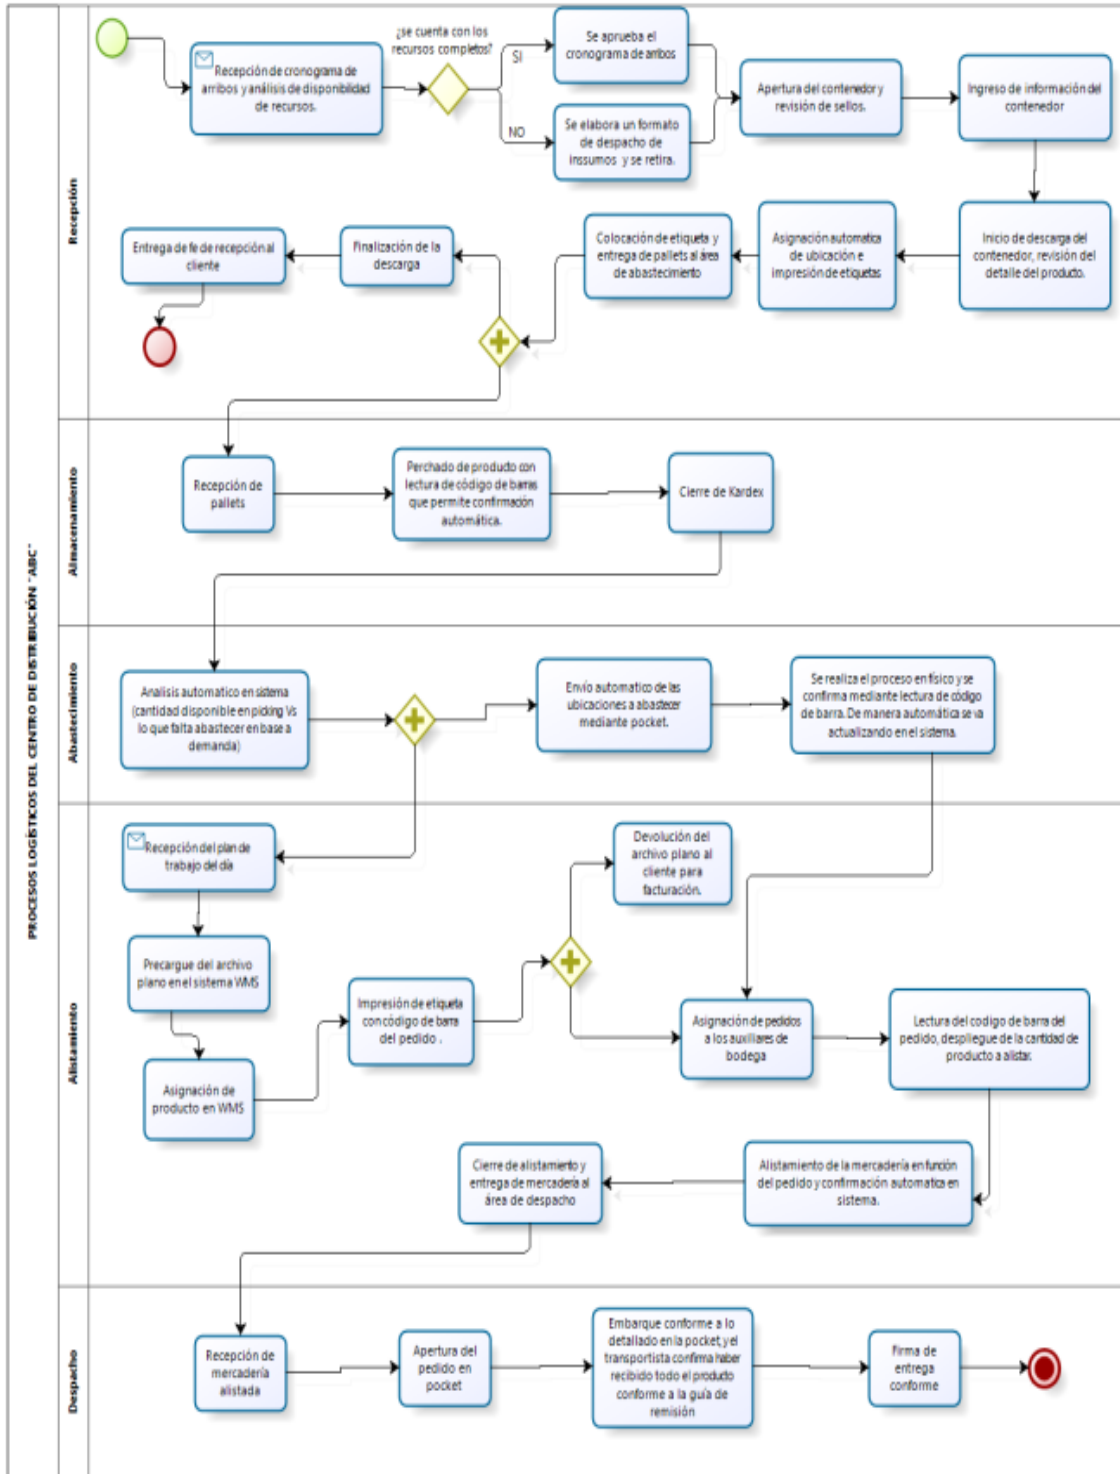 PROCESOS LOGÍSTICOS DEL CENTRO DE DISTRIBUCIÓN "ABC"
Recepción
Recepción de cronograma de
arribos y análisis de disponibilidad
de recursos.
¿se cuenta con los
recursos completos?
SI
NO
Se aprueba el
cronograma de arribos
Se elabora un formato
de despacho de
inssumos y se retira.
Apertura del contenedor y
revisión de sellos.
Ingreso de información del
contenedor
Inicio de descarga del
contenedor, revisión del
detalle del producto.
Asignación automatica
de ubicación e
impresión de etiquetas
Colocación de etiqueta y
entrega de pallets al área
de abastecimiento
Finalización de la
descarga
Entrega de fe de recepción al
cliente
Almacenamiento
Recepción de
pallets
Perchado de producto con
lectura de código de barras
que permite confirmación
automática.
Cierre de Kardex
Abastecimiento
Analisis automatico en sistema
(cantidad disponible en picking Vs
lo que falta abastecer en base a
demanda)
Envío automatico de las
ubicaciones a abastecer
mediante pocket.
Se realiza el proceso en físico y se
confirma mediante lectura de código
de barra. De manera automática se va
actualizando en el sistema.
Alistamiento
Recepción del plan de
trabajo del día
Precargue del archivo
plano en el sistema WMS
Asignación de
producto en WMS
Impresión de etiqueta
con código de barra
del pedido .
Devolución del
archivo plano al
cliente para
facturación.
Asignación de pedidos
a los auxiliares de
bodega
Lectura del codigo de barra del
pedido, despliegue de la cantidad de
producto a alistar.
Alistamiento de la mercadería en función
del pedido y confirmación automatica en
sistema.
Cierre de alistamiento y
entrega de mercadería al
área de despacho
Despacho
Recepción de
mercadería
alistada
Apertura del
pedido en
pocket
Embarque conforme a lo
detallado en la pocket, y el
transportista confirma haber
recibido todo el producto
conforme a la guía de
remisión
Firma de
entrega
conforme